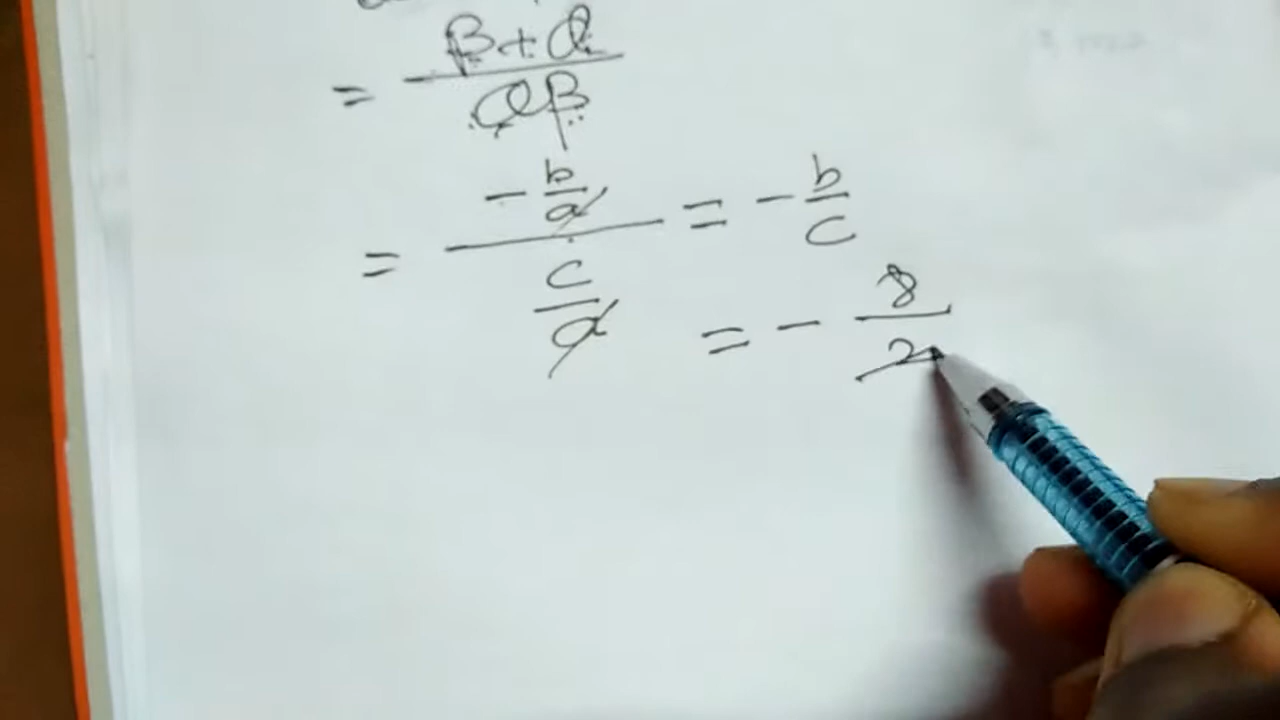 = β+α / αβ
= -b/a / c/a = -b/c
= - 8/2